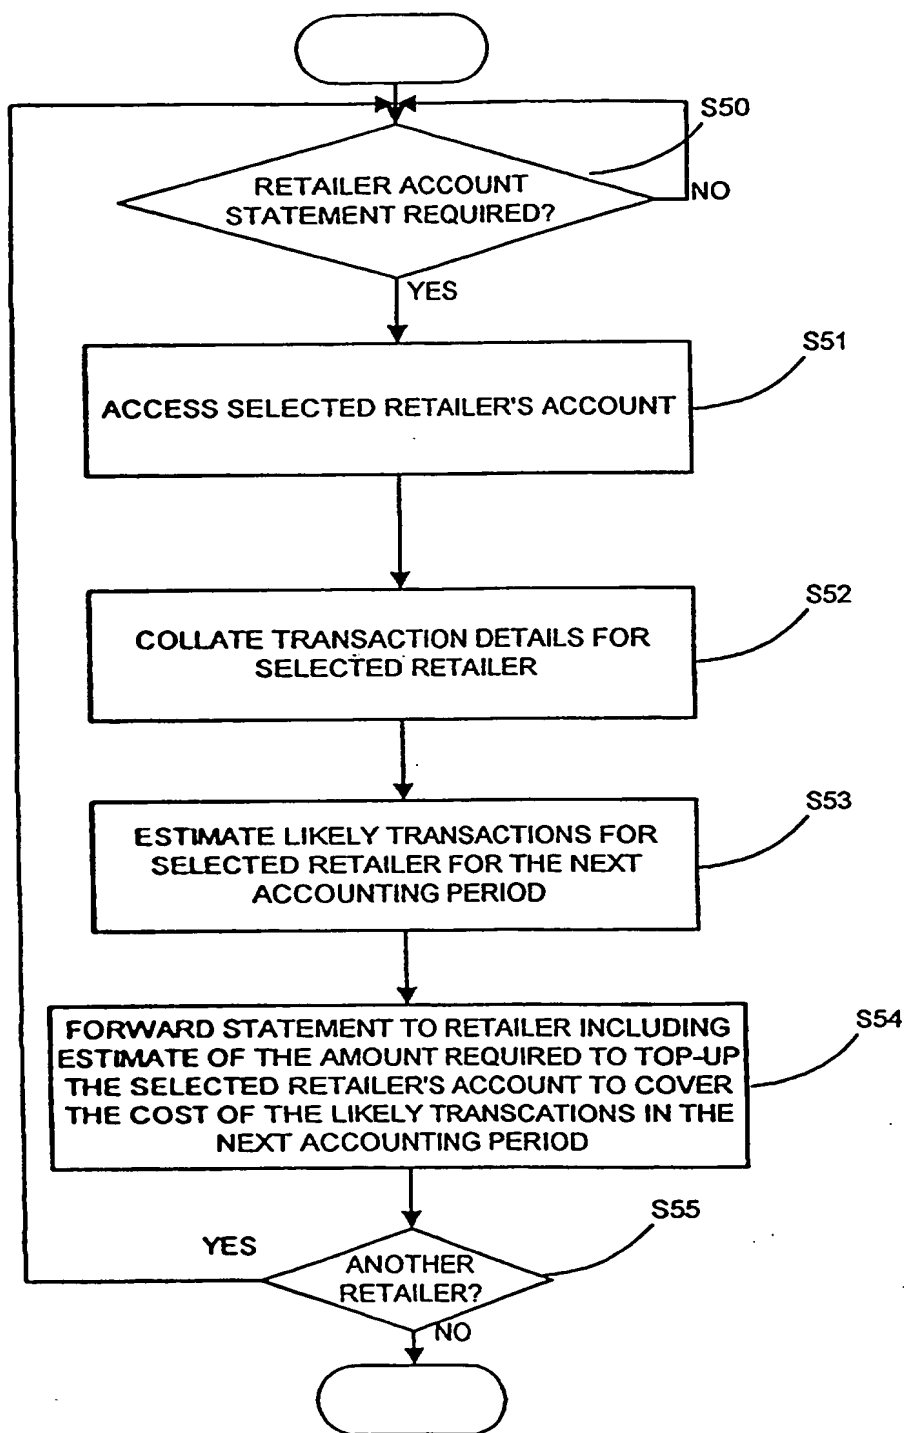 S50
RETAILER ACCOUNT
STATEMENT REQUIRED?
NO
YES
S51
ACCESS SELECTED RETAILER'S ACCOUNT
S52
COLLATE TRANSACTION DETAILS FOR
SELECTED RETAILER
S53
ESTIMATE LIKELY TRANSACTIONS FOR
SELECTED RETAILER FOR THE NEXT
ACCOUNTING PERIOD
S54
FORWARD STATEMENT TO RETAILER INCLUDING
ESTIMATE OF THE AMOUNT REQUIRED TO TOP-UP
THE SELECTED RETAILER'S ACCOUNT TO COVER
THE COST OF THE LIKELY TRANSCATIONS IN THE
NEXT ACCOUNTING PERIOD
S55
YES
ANOTHER
RETAILER?
NO